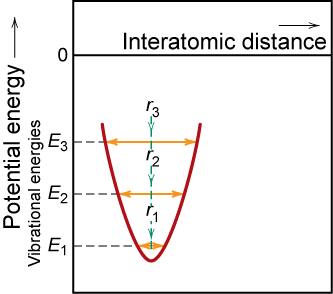 Interatomic distance
0
Potential energy
Vibrational energies
r3
E3
r2
E2
r1
E1